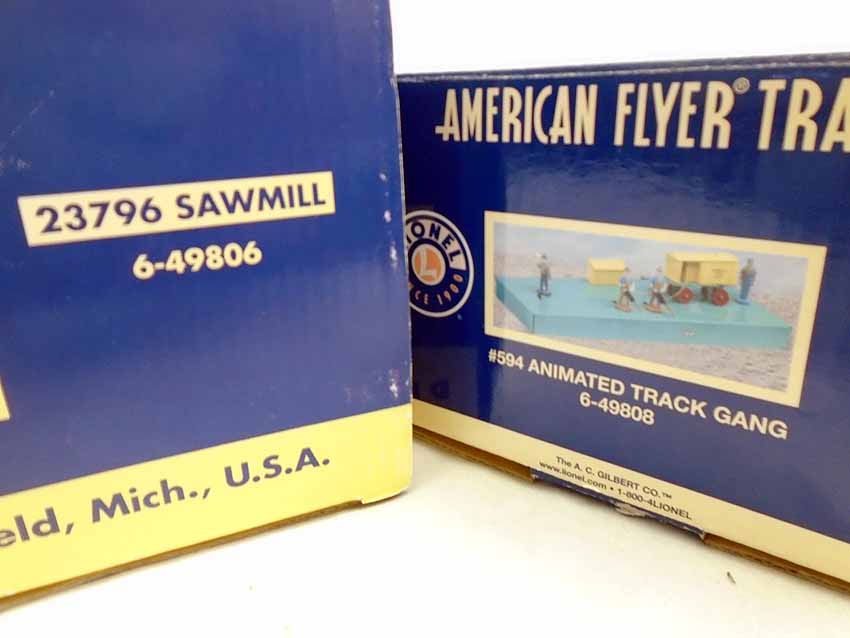 23796 SAWMILL
6-49806
eld, Mich., U.S.A.
AMERICAN FLYER® TRA
LIONEL
L
SINCE 1900
#594 ANIMATED TRACK GANG
6-49808
The A. C. GILBERT CO.™
www.lionel.com • 1-800-4LIONEL